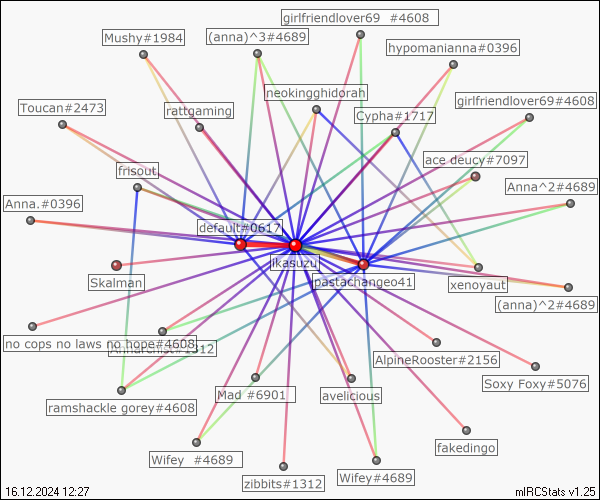 girlfriendlover69  #4608
Mushy#1984
(anna)^3#4689
hypomanianna#0396
neokingghidorah
Toucan#2473
rattgaming
Cypha#1717
girlfriendlover69#4608
frisout
ace deucy#7097
Anna^2#4689
Anna.#0396
default#0617
jikasuzu
Skalman
pastachangeo41
xenoyaut
(anna)^2#4689
no cops no laws no hope#4608
#1312
AlpineRooster#2156
Soxy Foxy#5076
ramshackle gorey#4608
Mad #6901
avelicious
fakedingo
Wifey  #4689
zibbits#1312
Wifey#4689
16.12.2024 12:27
mIRCStats v1.25